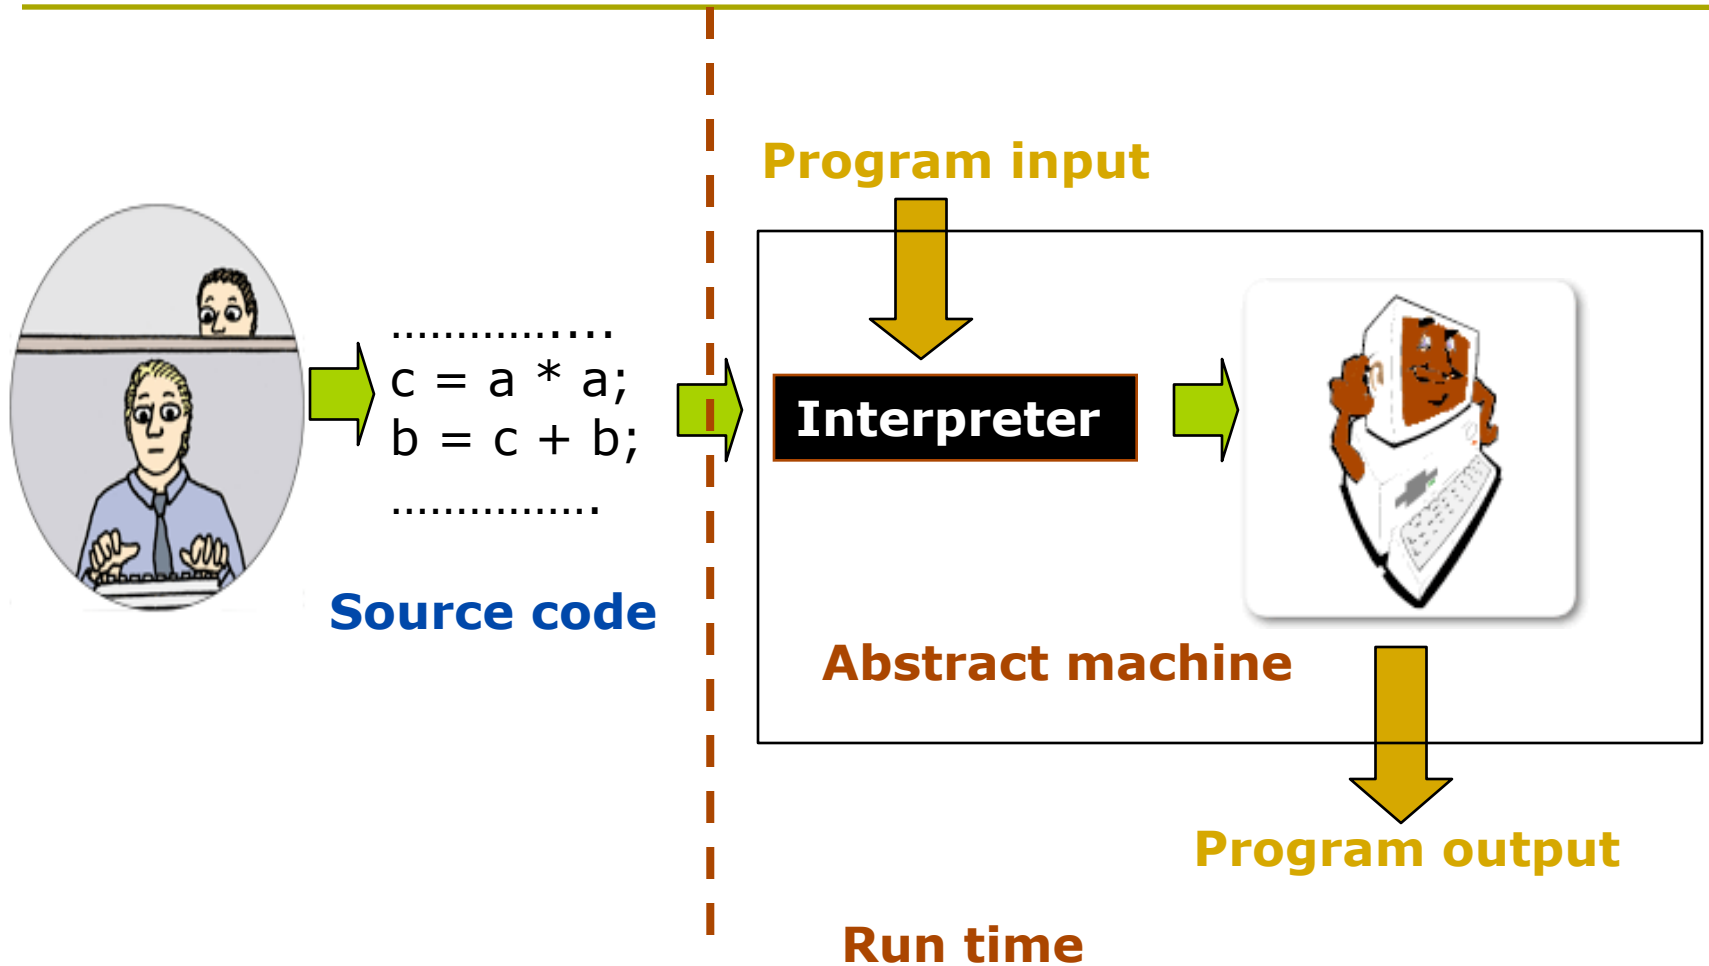 Program input
................….
c = a * a;
b = c + b;
................
Interpreter
Source code
Abstract machine
Program output
Run time